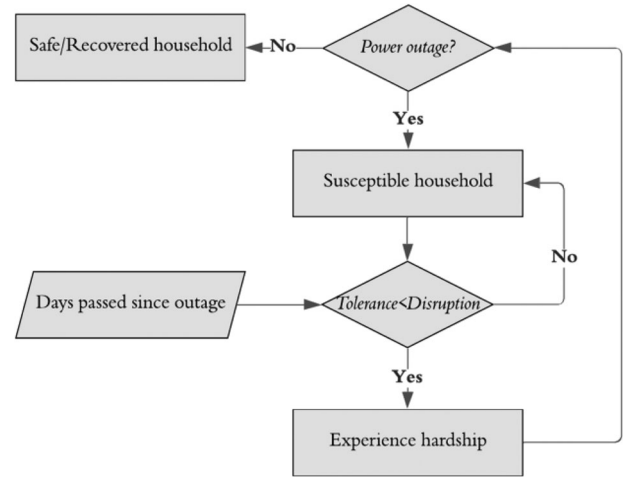 Safe/Recovered household
No
Power outage?
Yes
Susceptible household
No
Days passed since outage
Tolerance<Disruption
Yes
Experience hardship